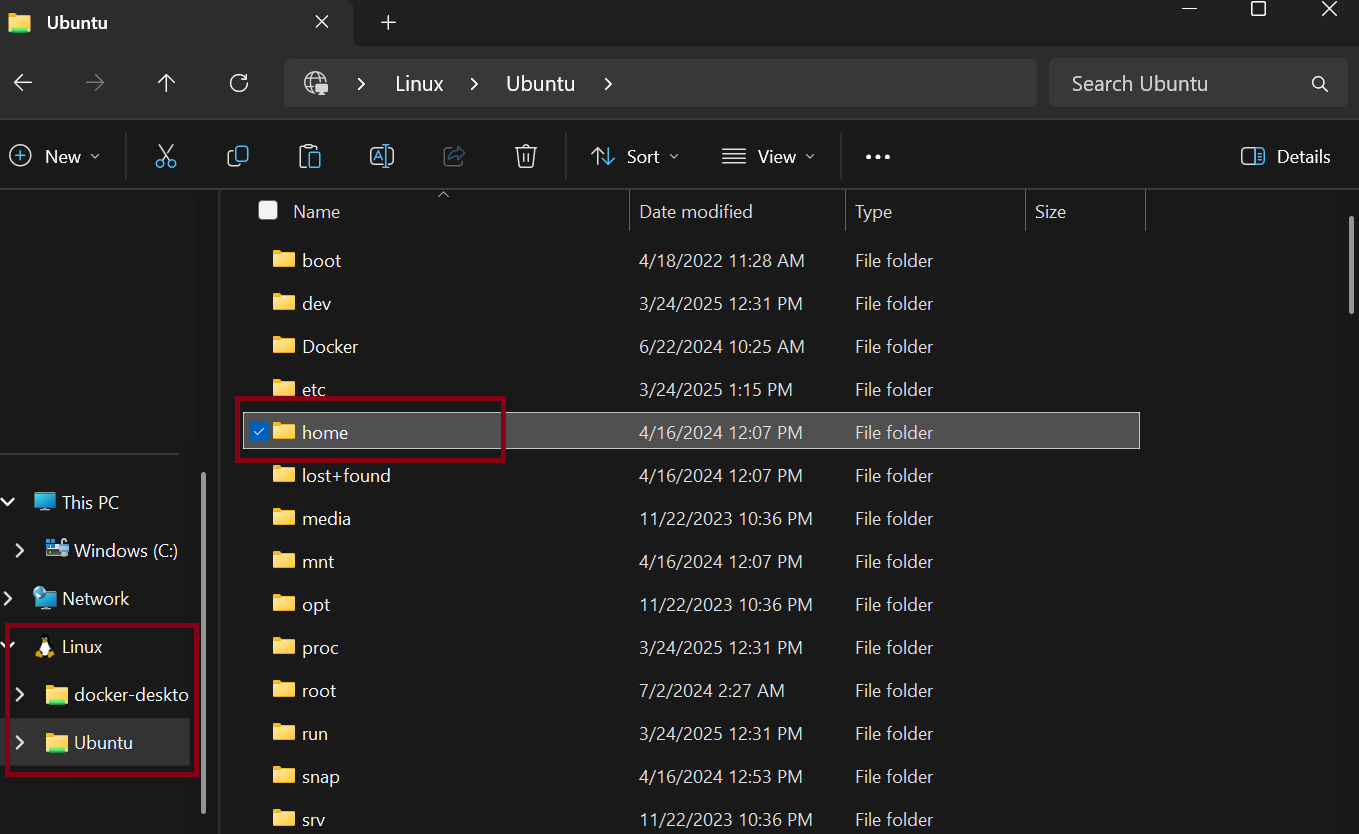 Ubuntu
Linux Ubuntu
Search Ubuntu
New
Sort
View
Details
Name Date modified Type Size
boot 4/18/2022 11:28 AM File folder
dev 3/24/2025 12:31 PM File folder
Docker 6/22/2024 10:25 AM File folder
etc 3/24/2025 1:15 PM File folder
home 4/16/2024 12:07 PM File folder
lost+found 4/16/2024 12:07 PM File folder
media 11/22/2023 10:36 PM File folder
mnt 4/16/2024 12:07 PM File folder
opt 11/22/2023 10:36 PM File folder
proc 3/24/2025 12:31 PM File folder
root 7/2/2024 2:27 AM File folder
run 3/24/2025 12:31 PM File folder
snap 4/16/2024 12:53 PM File folder
srv 11/22/2023 10:36 PM File folder
This PC
Windows (C:)
Network
Linux
docker-deskto
Ubuntu